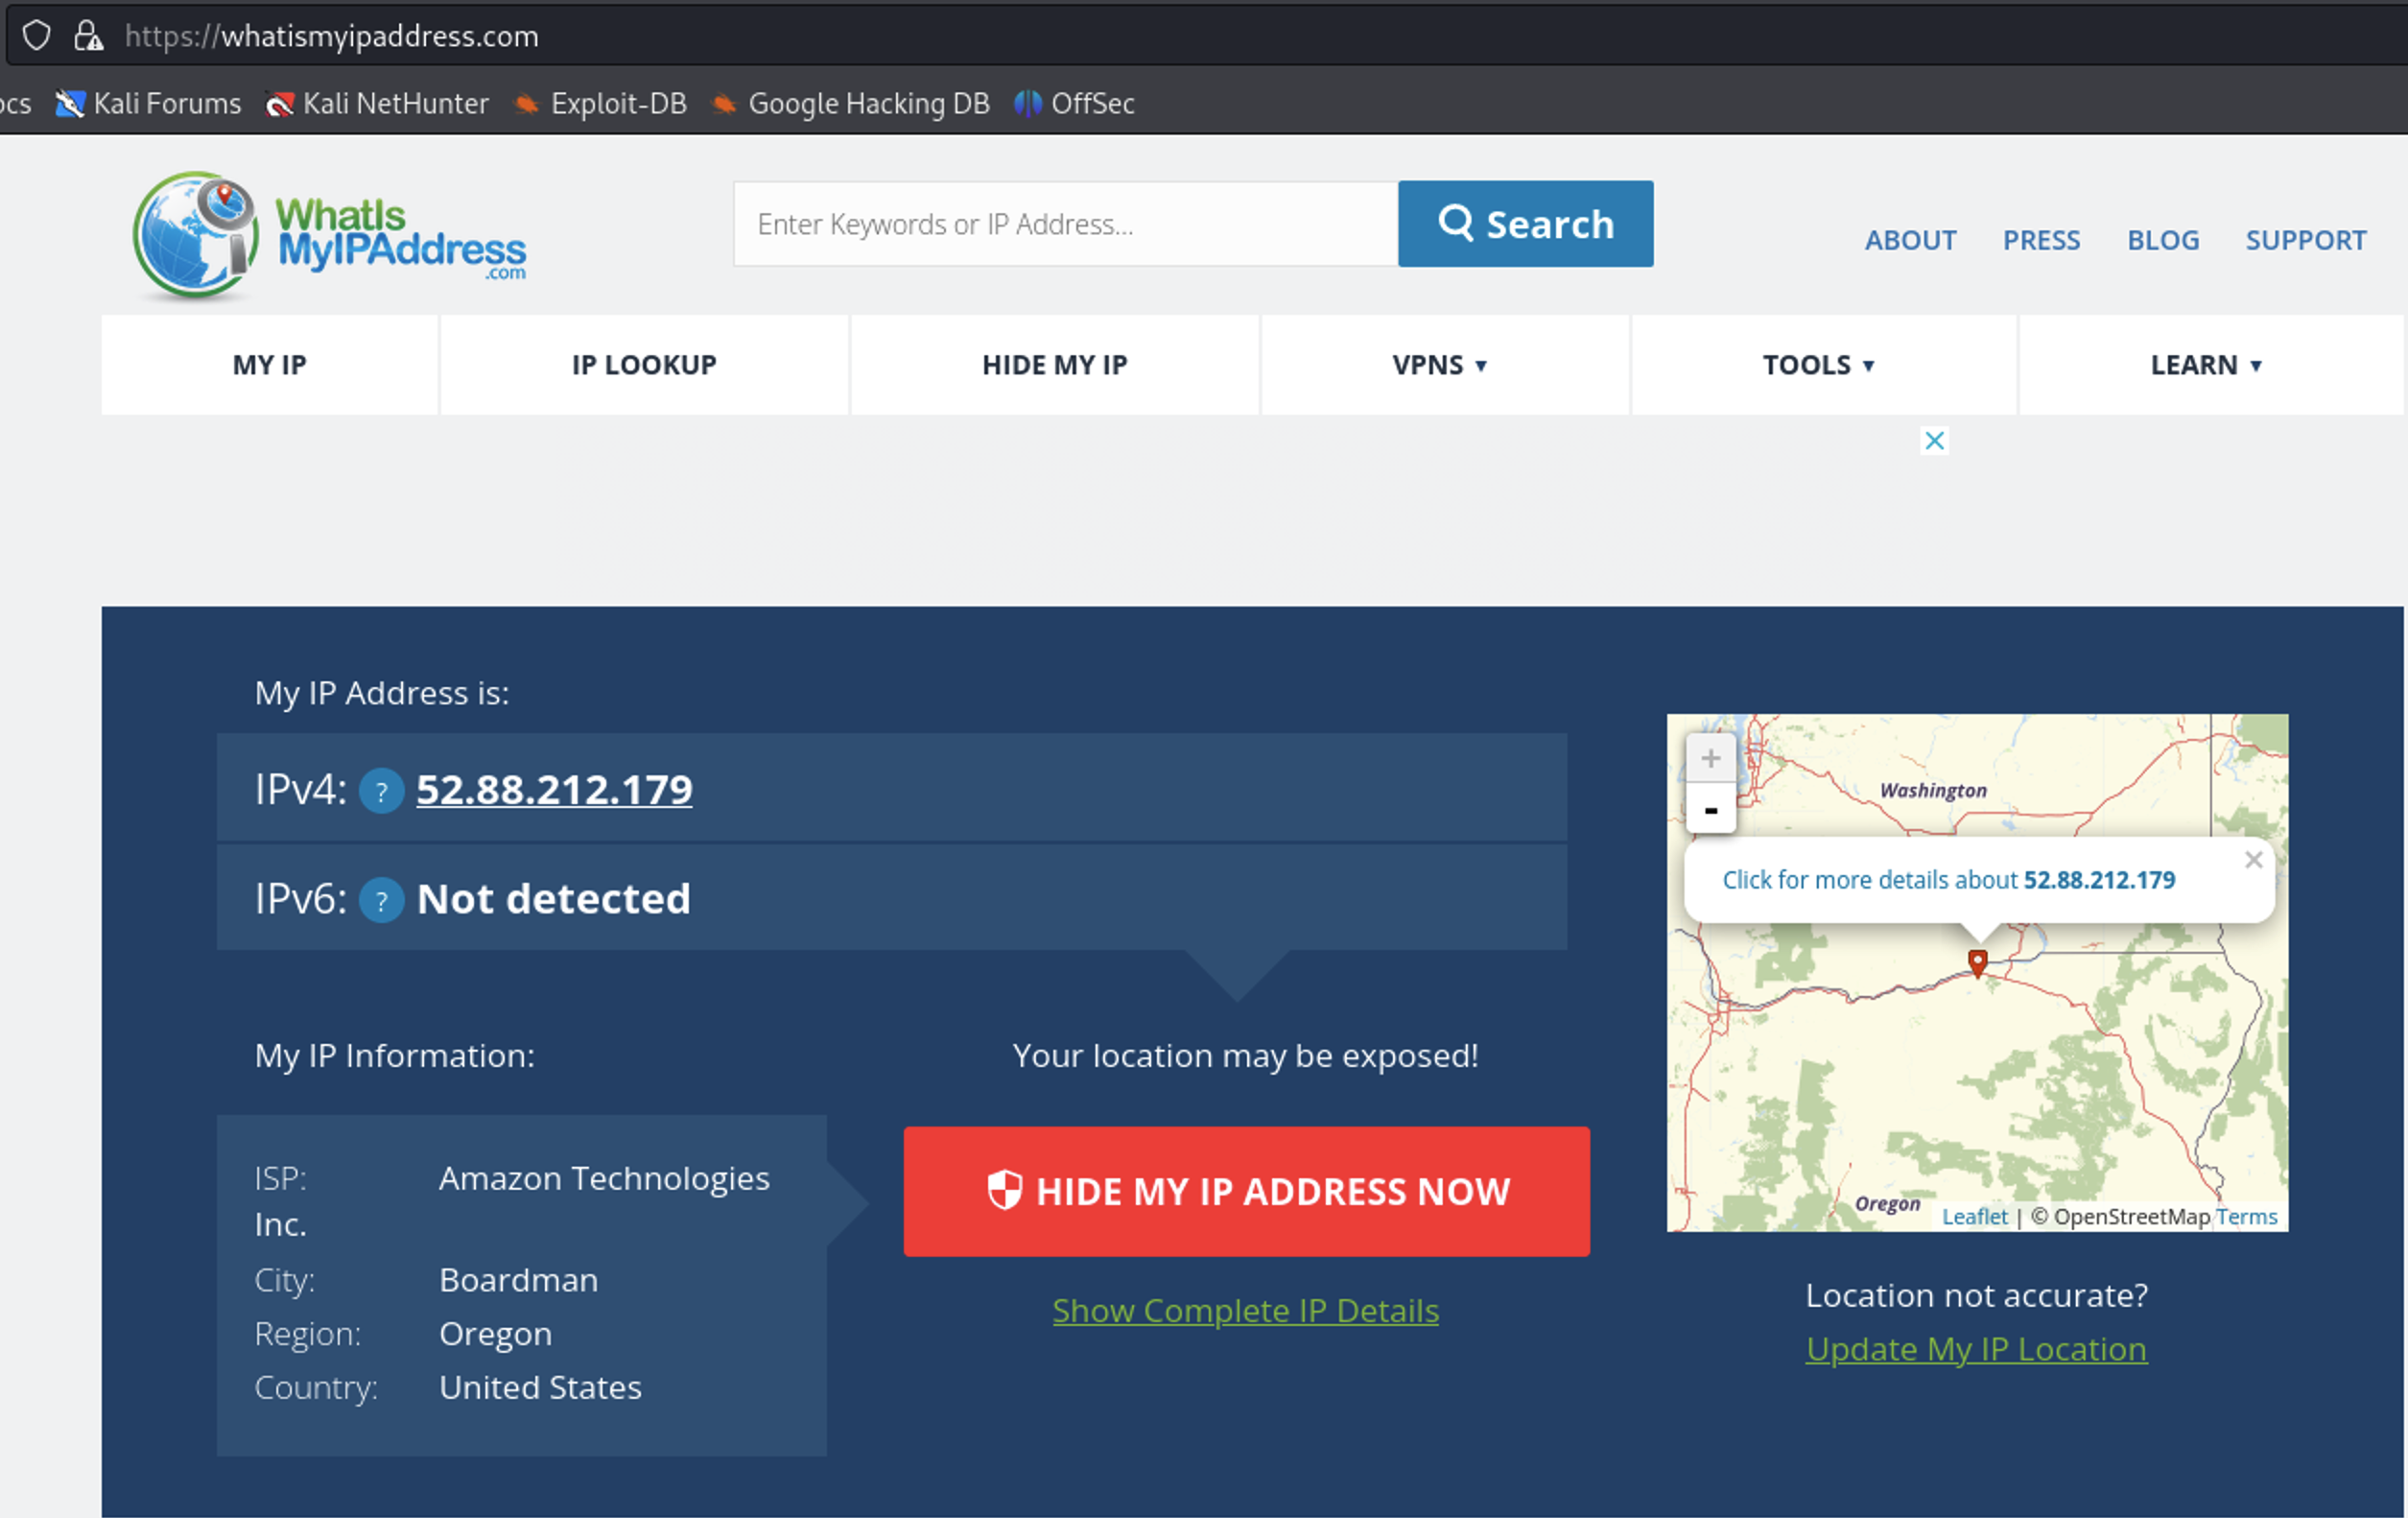 https://whatismyipaddress.com
ocs Kali Forums Kali NetHunter Exploit-DB Google Hacking DB OffSec
WhatIs
MyIPAddress
.com
Enter Keywords or IP Address...
Search
ABOUT PRESS BLOG SUPPORT
MY IP IP LOOKUP HIDE MY IP VPNS ▾ TOOLS ▾ LEARN ▾
My IP Address is:
IPv4: ? 52.88.212.179
IPv6: ? Not detected
My IP Information:
ISP: Amazon Technologies
Inc.
City: Boardman
Region: Oregon
Country: United States
Your location may be exposed!
HIDE MY IP ADDRESS NOW
Show Complete IP Details
+
-
Washington
Click for more details about 52.88.212.179
×
Oregon
Leaflet | © OpenStreetMap Terms
Location not accurate?
Update My IP Location